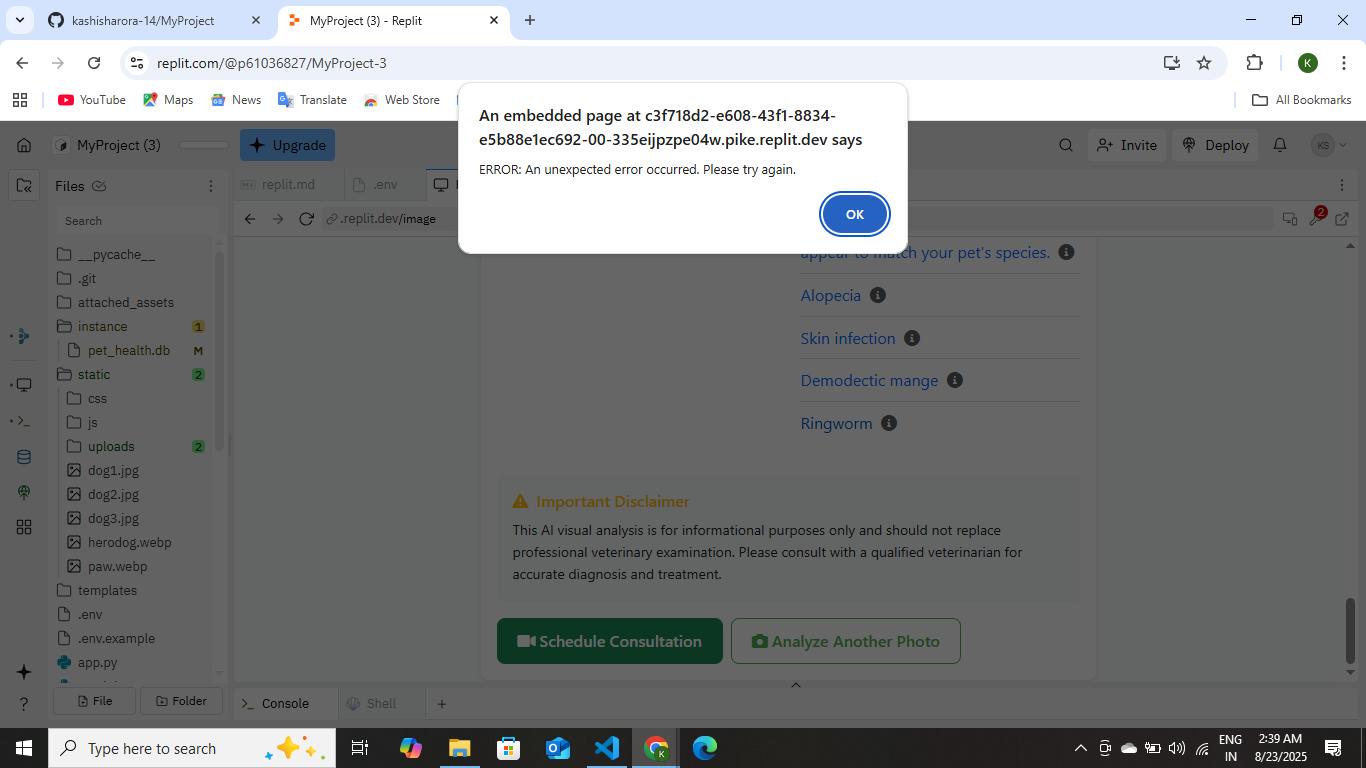 kashisharora-14/MyProject
MyProject (3) - Replit
replit.com/@p61036827/MyProject-3
K
YouTube
Maps
News
Translate
Web Store
All Bookmarks
An embedded page at c3f718d2-e608-43f1-8834-
e5b88e1ec692-00-335eijpzpe04w.pike.replit.dev says
ERROR: An unexpected error occurred. Please try again.
OK
MyProject (3)
Upgrade
Invite
Deploy
KS
Files
replit.md
.env
Search
.replit.dev/image
2
__pycache__
.git
attached_assets
instance 1
pet_health.db M
static 2
css
js
uploads 2
dog1.jpg
dog2.jpg
dog3.jpg
herodog.webp
paw.webp
templates
.env
.env.example
app.py
File
Folder
appear to match your pet's species.
Alopecia
Skin infection
Demodectic mange
Ringworm
Important Disclaimer
This AI visual analysis is for informational purposes only and should not replace
professional veterinary examination. Please consult with a qualified veterinarian for
accurate diagnosis and treatment.
Schedule Consultation
Analyze Another Photo
Console
Shell
Type here to search
ENG
IN
2:39 AM
8/23/2025